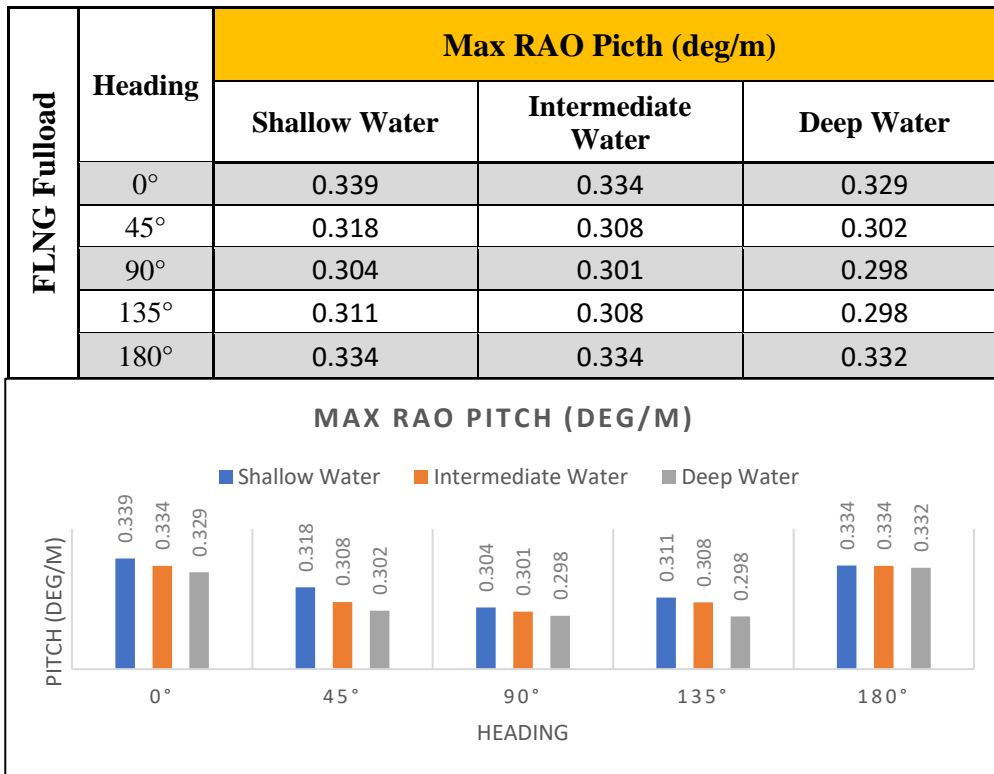 FLNG Fulload
Heading
Max RAO Picth (deg/m)
Shallow Water
Intermediate
Water
Deep Water
0° 0.339 0.334 0.329
45° 0.318 0.308 0.302
90° 0.304 0.301 0.298
135° 0.311 0.308 0.298
180° 0.334 0.334 0.332
MAX RAO PITCH (DEG/M)
Shallow Water Intermediate Water Deep Water
0.339 0.334 0.329 0.318 0.308 0.302 0.304 0.301 0.298 0.311 0.308 0.298 0.334 0.334 0.332
PITCH (DEG/M)
0° 45° 90° 135° 180°
HEADING